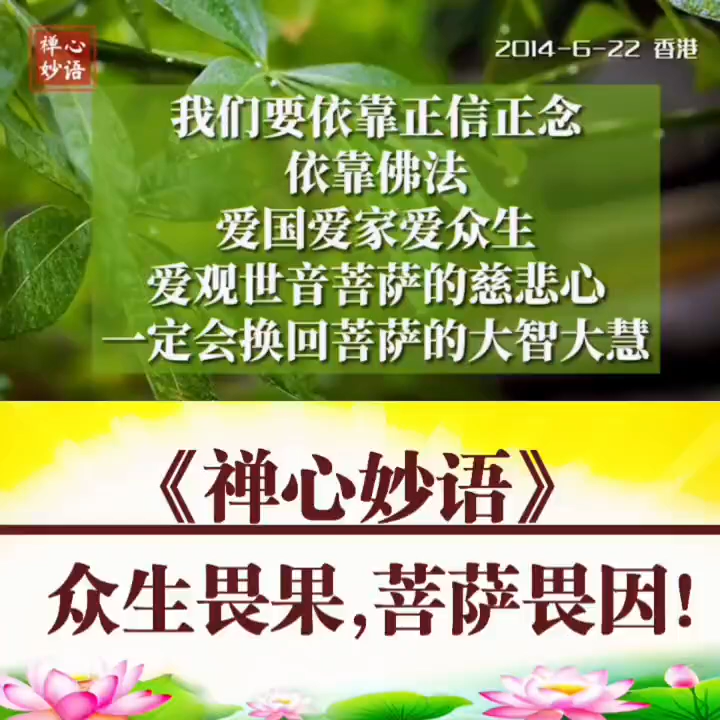 禅心
妙语
2014-6-22 香港
我们要依靠正信正念
依靠佛法
爱国爱家爱众生
爱观世音菩萨的慈悲心
一定会换回菩萨的大智大慧
《禅心妙语》
众生畏果,菩萨畏因!